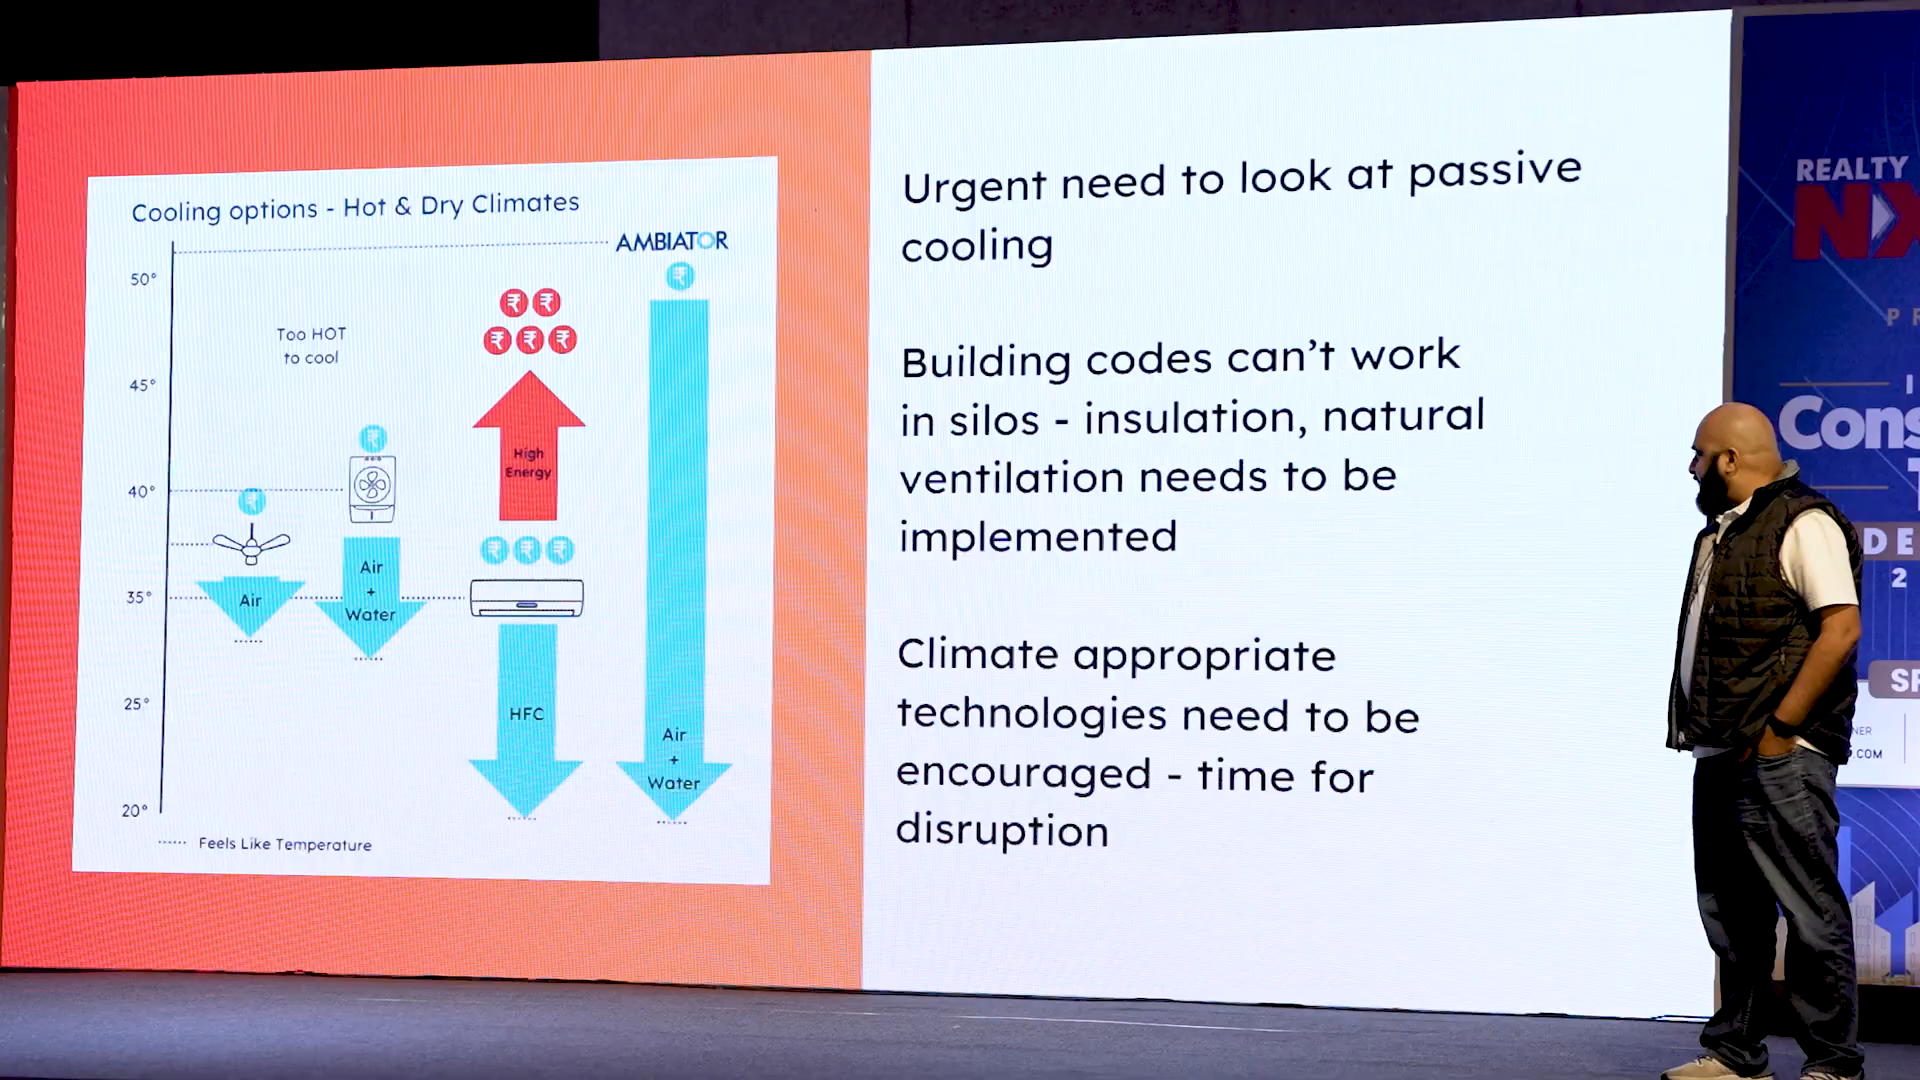 Cooling options - Hot & Dry Climates
AMBIATOR
50°
₹
₹ ₹
Too HOT
to cool
₹ ₹ ₹
45°
₹
High
Energy
40°
₹
₹ ₹ ₹
Air
+
Water
35°
Air
HFC
25°
Air
+
Water
20°
Feels Like Temperature
Urgent need to look at passive
cooling
Building codes can't work
in silos - insulation, natural
ventilation needs to be
implemented
Climate appropriate
technologies need to be
encouraged - time for
disruption
REALTY
Cons
DE
2
SP
.COM